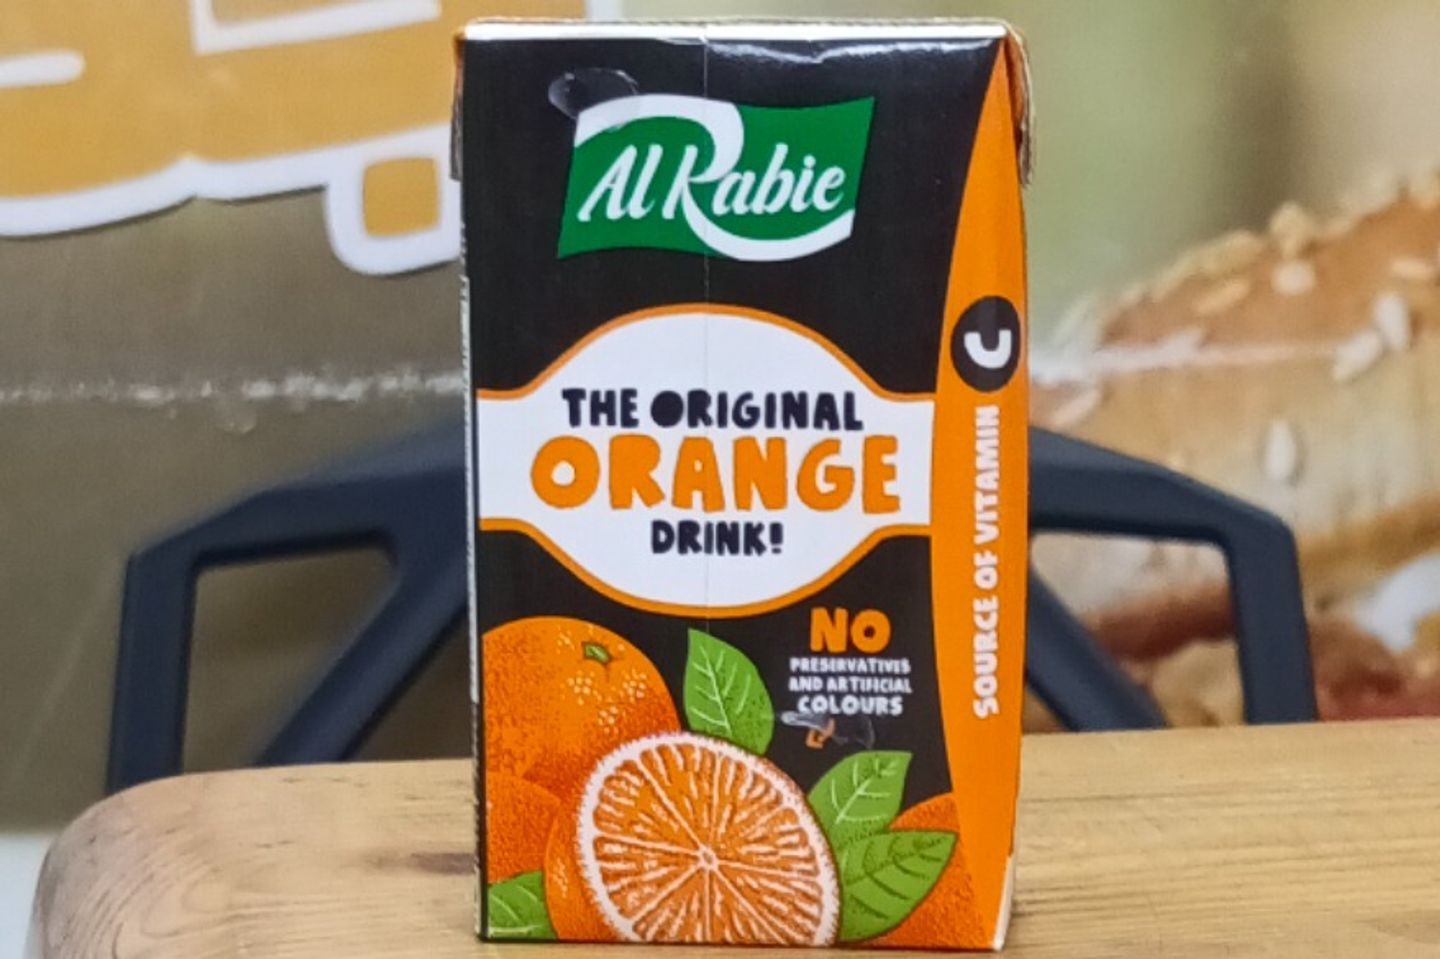 Al Rabie
THE ORIGINAL
ORANGE
DRINK!
NO
PRESERVATIVES
AND ARTIFICIAL
COLOURS
SOURCE OF VITAMIN C